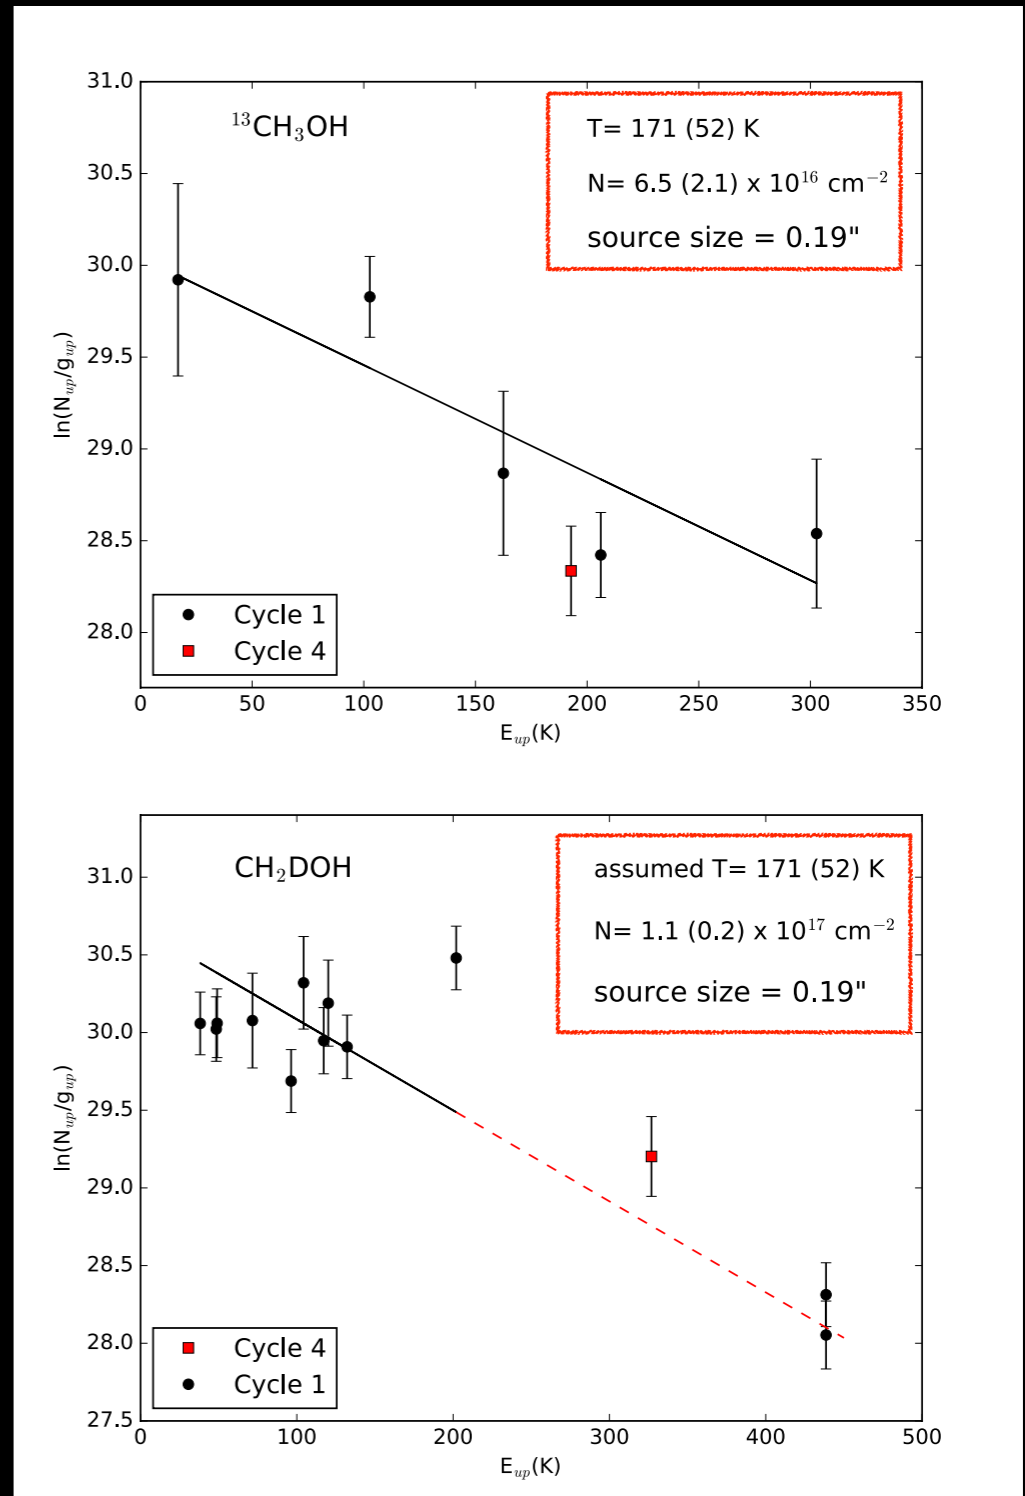 31.0
¹³CH₃OH
T= 171 (52) K
30.5
N= 6.5 (2.1) x 10¹⁶ cm⁻²
source size = 0.19"
30.0
29.5
ln(Nup/gup)
29.0
28.5
Cycle 1
28.0
Cycle 4
0 50 100 150 200 250 300 350
Eup(K)
CH₂DOH
assumed T= 171 (52) K
31.0
N= 1.1 (0.2) x 10¹⁷ cm⁻²
30.5
source size = 0.19"
30.0
29.5
ln(Nup/gup)
29.0
28.5
Cycle 4
28.0
Cycle 1
27.5
0 100 200 300 400 500
Eup(K)